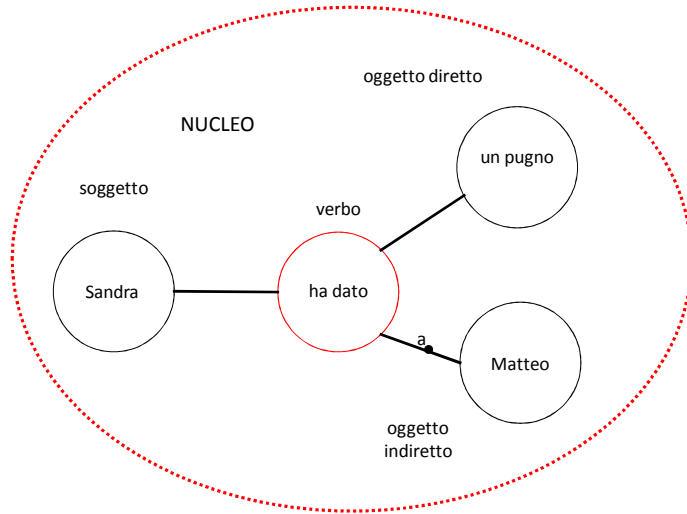 oggetto diretto
NUCLEO
un pugno
soggetto
verbo
Sandra
ha dato
a
Matteo
oggetto
indiretto